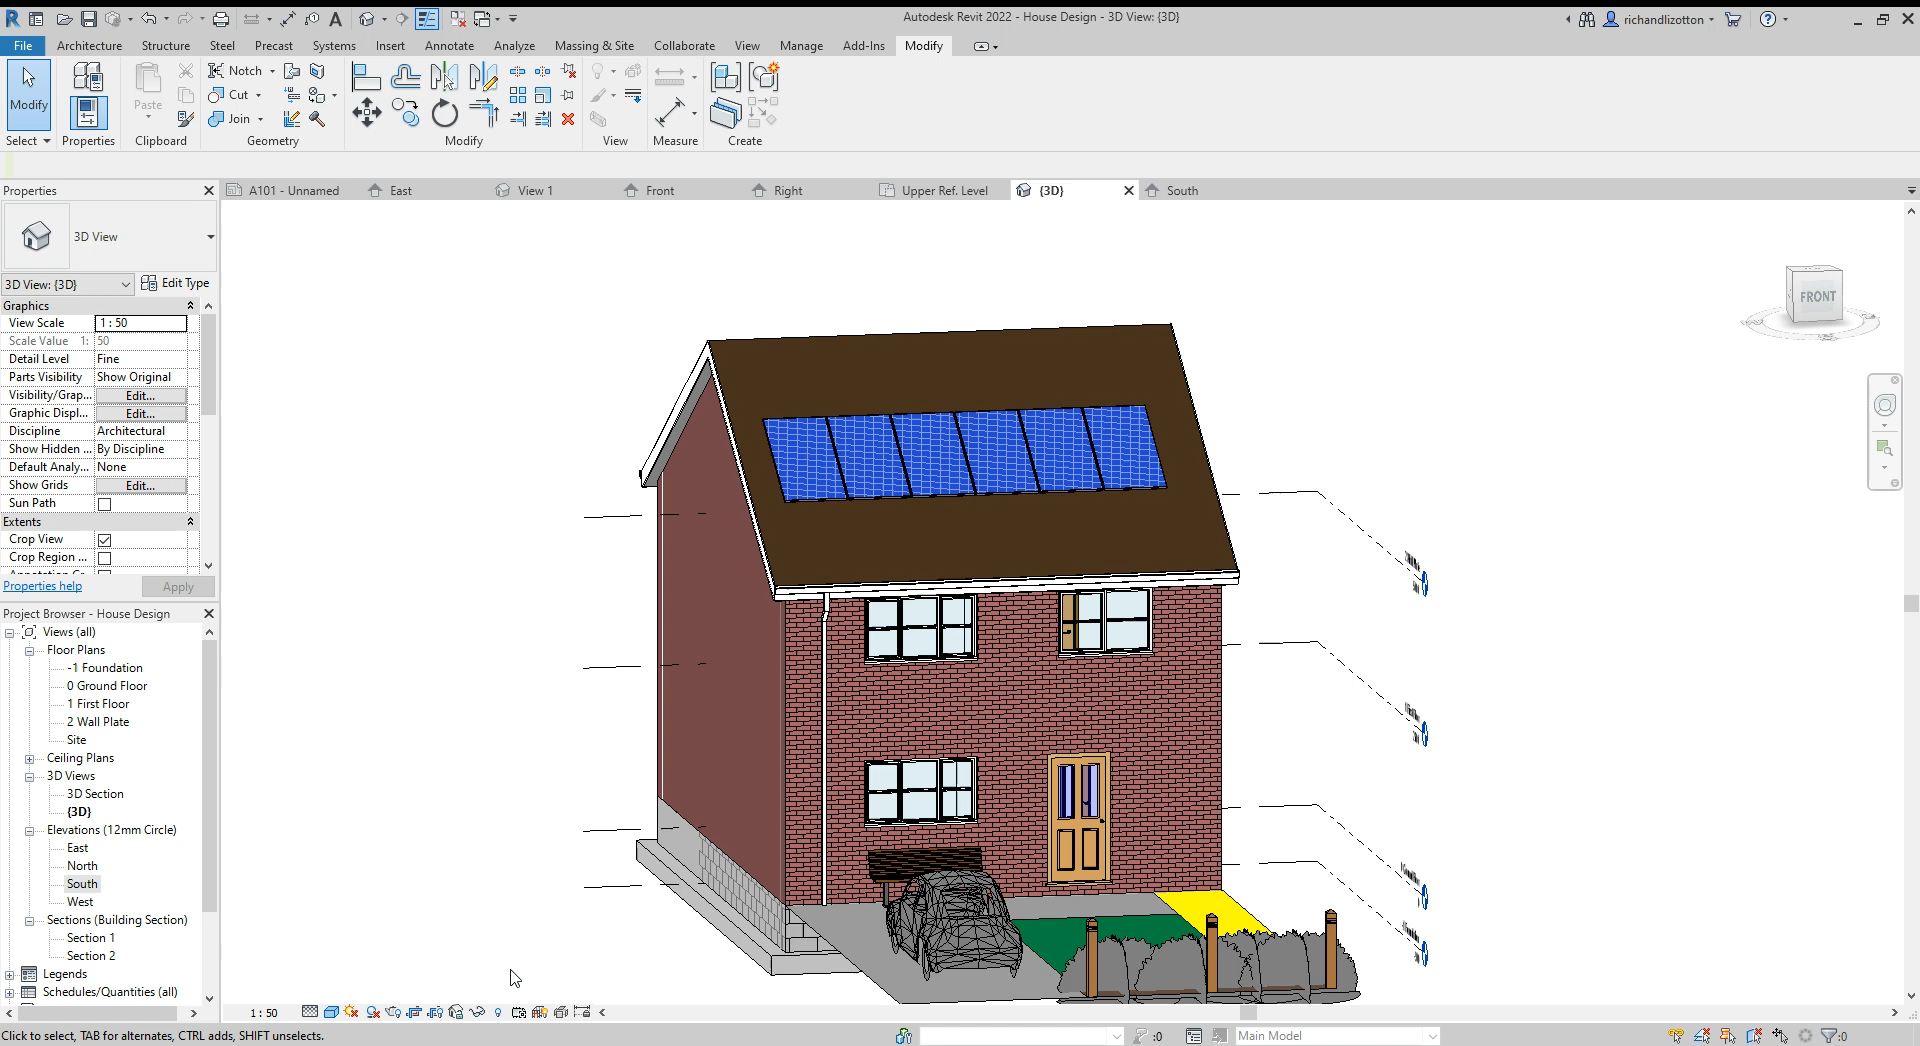 Autodesk Revit 2022 - House Design - 3D View: {3D}
richandlizotton
File Architecture Structure Steel Precast Systems Insert Annotate Analyze Massing & Site Collaborate View Manage Add-Ins Modify
Modify
Paste
Notch
Cut
Join
Select Properties Clipboard Geometry Modify View Measure Create
Properties
A101 - Unnamed East View 1 Front Right Upper Ref. Level {3D} South
3D View
3D View: {3D} Edit Type
Graphics
View Scale 1 : 50
Scale Value 1: 50
Detail Level Fine
Parts Visibility Show Original
Visibility/Grap... Edit...
Graphic Displ... Edit...
Discipline Architectural
Show Hidden ... By Discipline
Default Analy... None
Show Grids Edit...
Sun Path
Extents
Crop View
Crop Region ...
Properties help Apply
Project Browser - House Design
Views (all)
Floor Plans
-1 Foundation
0 Ground Floor
1 First Floor
2 Wall Plate
Site
Ceiling Plans
3D Views
3D Section
{3D}
Elevations (12mm Circle)
East
North
South
West
Sections (Building Section)
Section 1
Section 2
Legends
Schedules/Quantities (all)
FRONT
1 : 50
Click to select, TAB for alternates, CTRL adds, SHIFT unselects.
:0
Main Model
:0